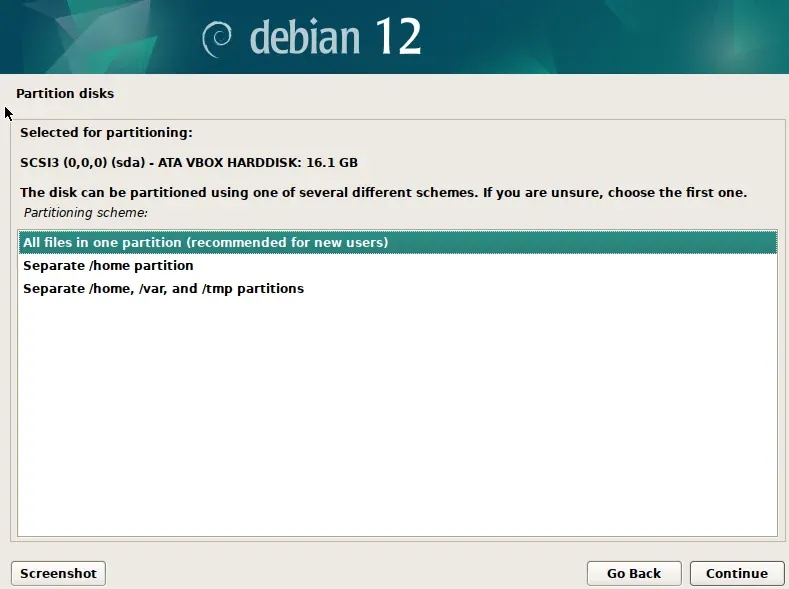 debian 12
Partition disks
Selected for partitioning:
SCSI3 (0,0,0) (sda) - ATA VBOX HARDDISK: 16.1 GB
The disk can be partitioned using one of several different schemes. If you are unsure, choose the first one.
Partitioning scheme:
All files in one partition (recommended for new users)
Separate /home partition
Separate /home, /var, and /tmp partitions
Screenshot
Go Back
Continue